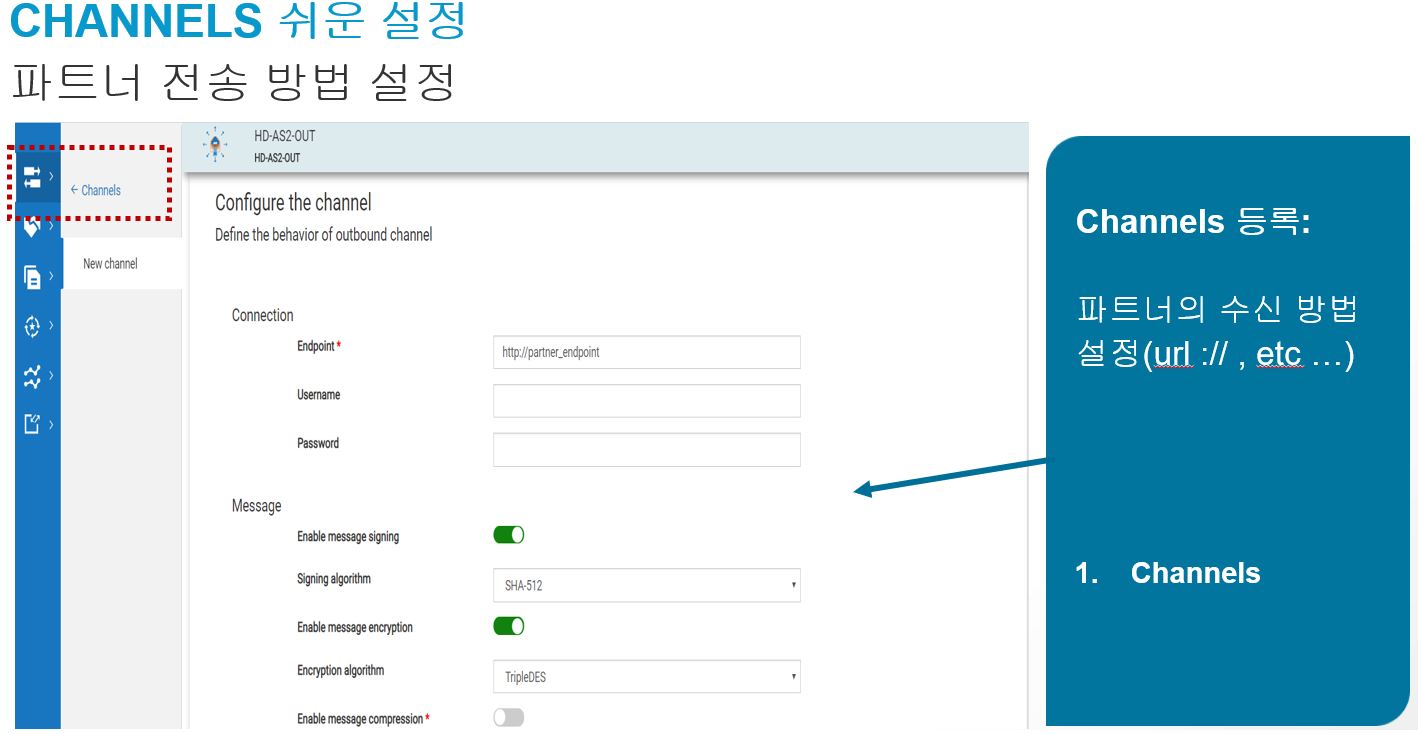 CHANNELS 쉬운 설정
파트너 전송 방법 설정
HD-AS2-OUT
HD-AS2-OUT
← Channels
New channel
Configure the channel
Define the behavior of outbound channel
Connection
Endpoint *
http://partner_endpoint
Username
Password
Message
Enable message signing
Signing algorithm
SHA-512
Enable message encryption
Encryption algorithm
TripleDES
Enable message compression *
Channels 등록:
파트너의 수신 방법
설정(url :// , etc ...)
1. Channels